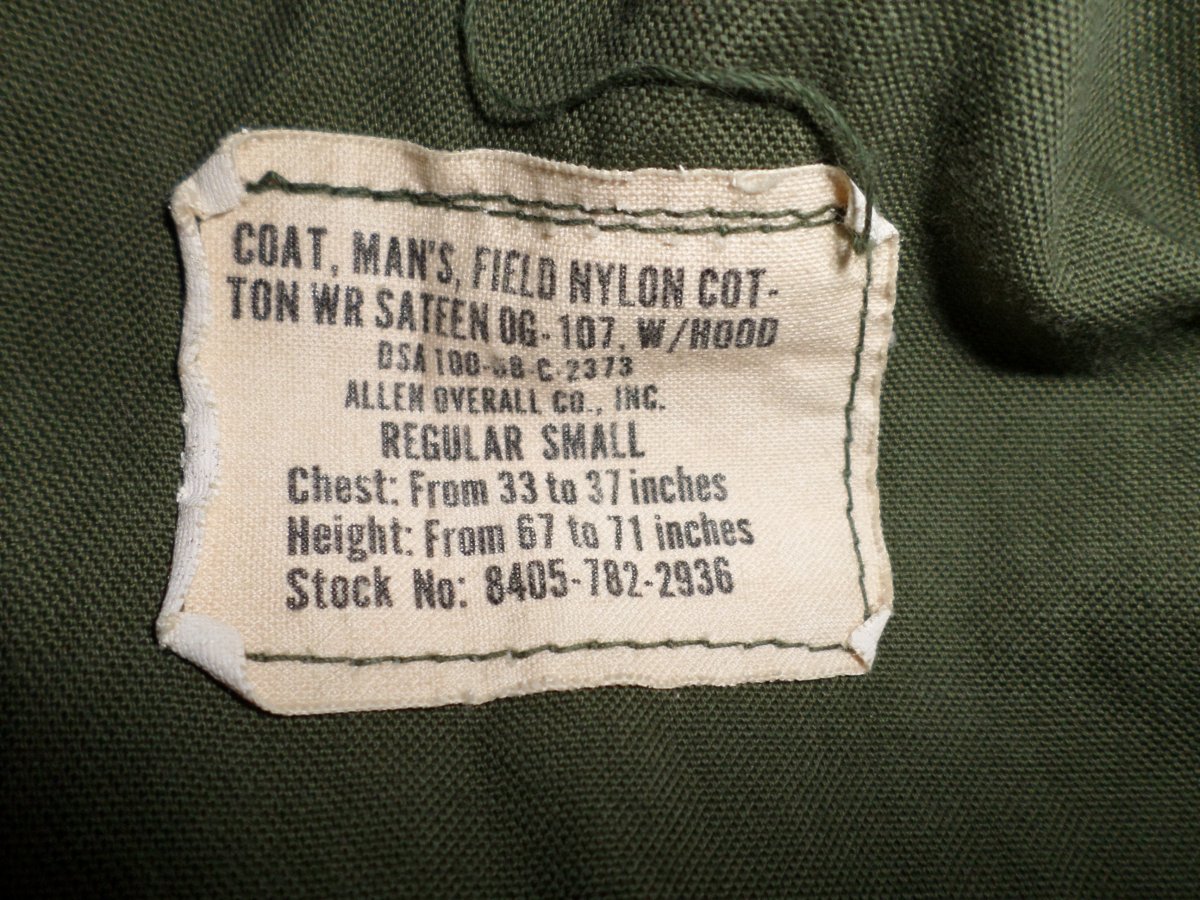 COAT, MAN'S, FIELD NYLON COT-
TON WR SATEEN OG-107, W/HOOD
DSA 100-68-C-2373
ALLEN OVERALL CO., INC.
REGULAR SMALL
Chest: From 33 to 37 inches
Height: From 67 to 71 inches
Stock No: 8405-782-2936